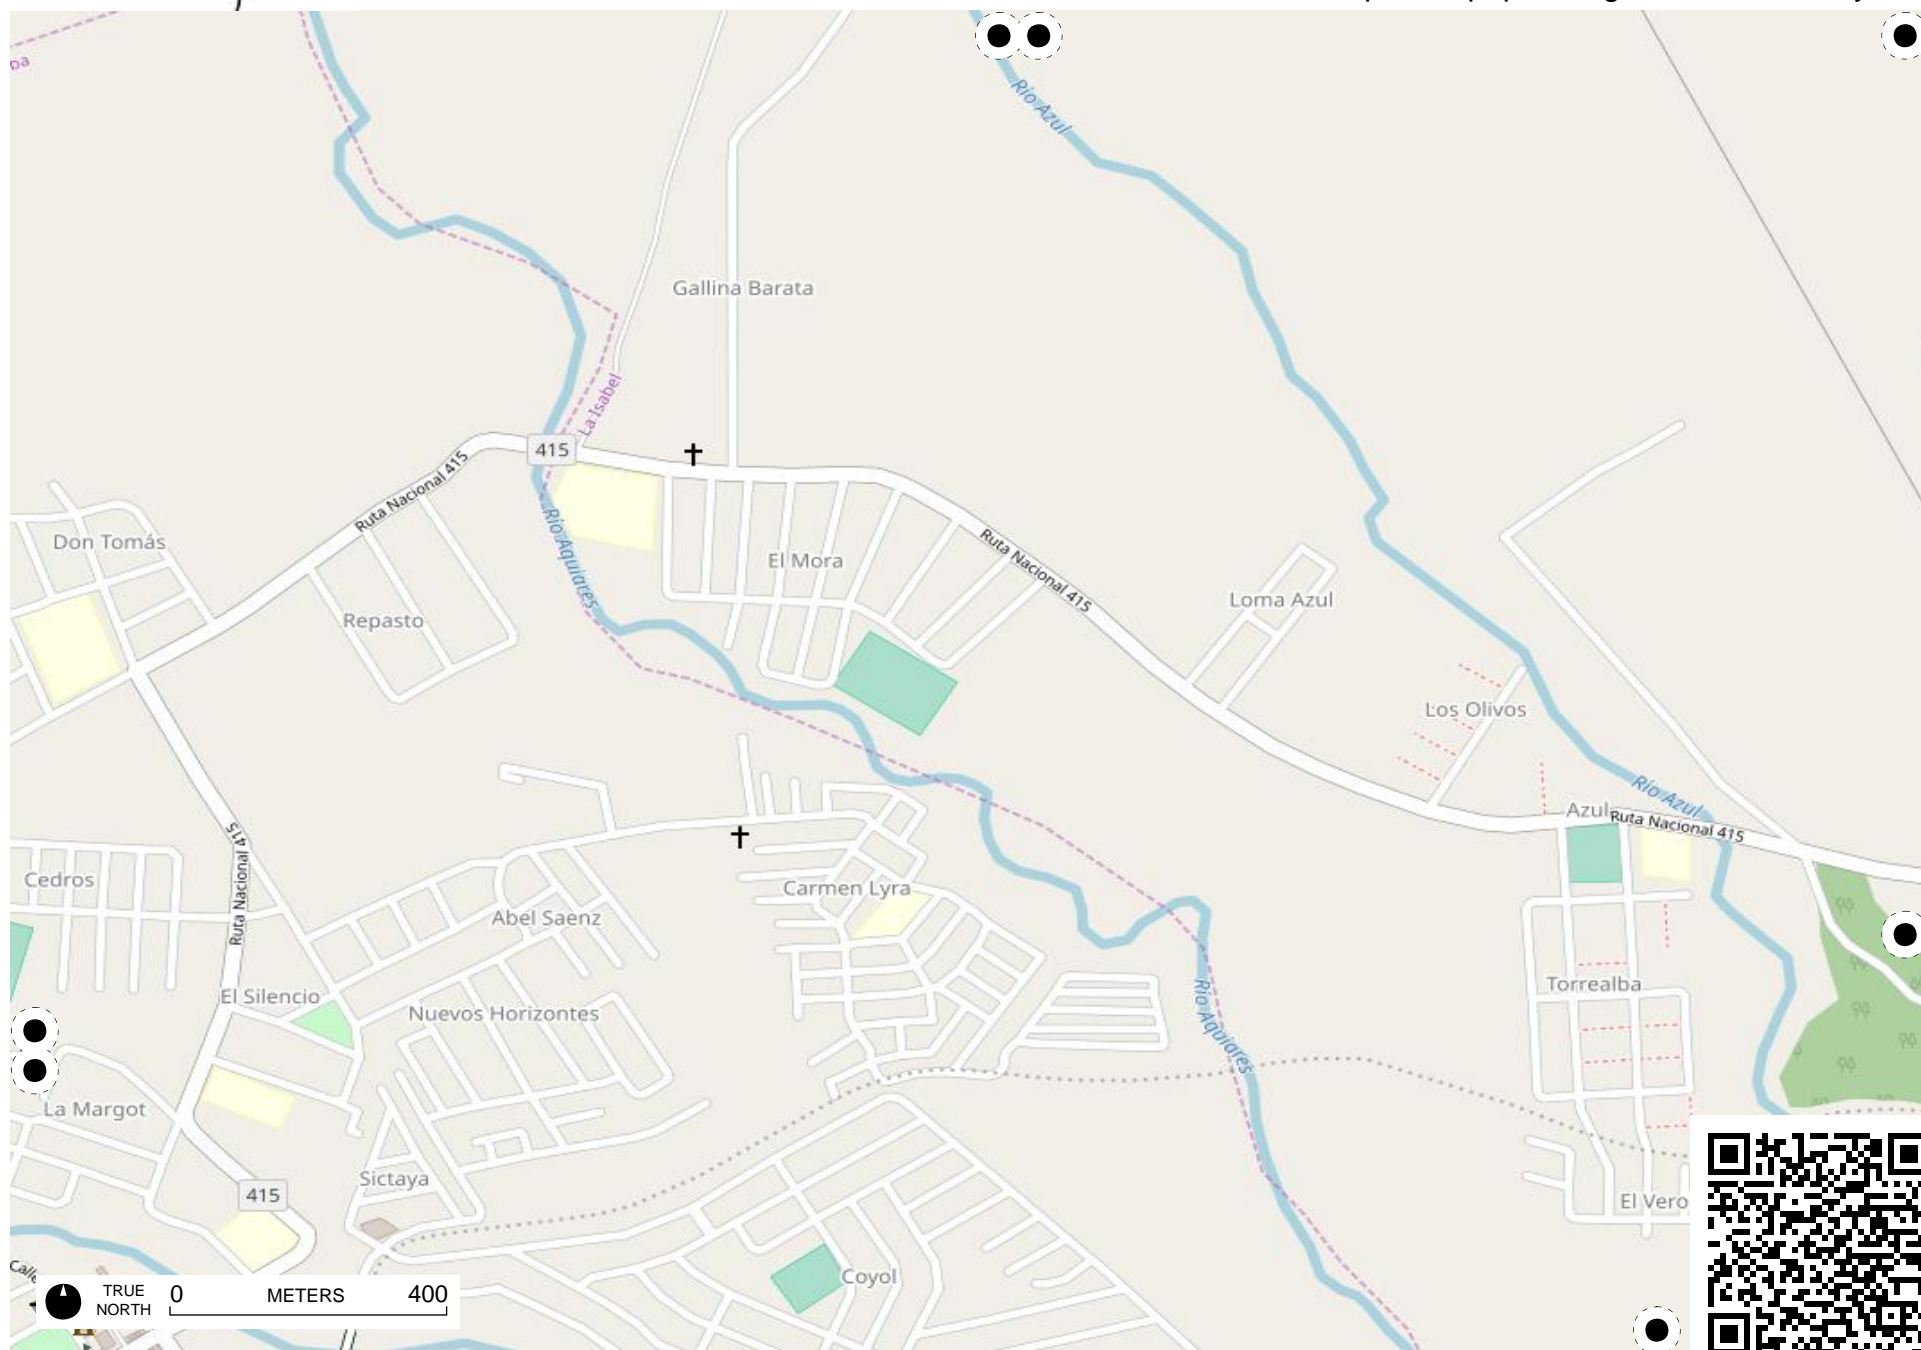 Río Azul
Gallina Barata
La Isabel
415
Ruta Nacional 415
Río Aquiares
Don Tomás
Repasto
El Mora
Ruta Nacional 415
Loma Azul
Los Olivos
Río Azul
Azul
Ruta Nacional 415
Ruta Nacional 415
Cedros
Carmen Lyra
Abel Saenz
El Silencio
Nuevos Horizontes
Río Aquiares
Torrealba
La Margot
Sictaya
415
El Vero
Coyol
Calle
TRUE
NORTH
0 METERS 400